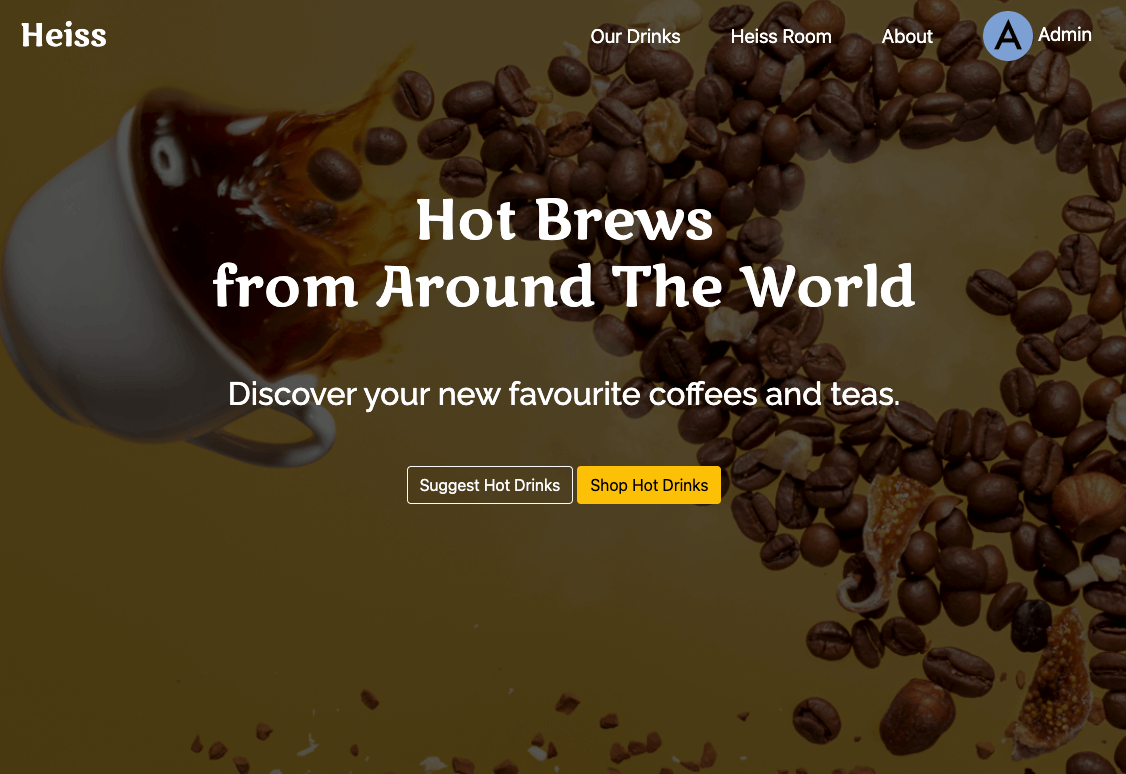 Heiss
Our Drinks
Heiss Room
About
A
Admin
Hot Brews
from Around The World
Discover your new favourite coffees and teas.
Suggest Hot Drinks
Shop Hot Drinks